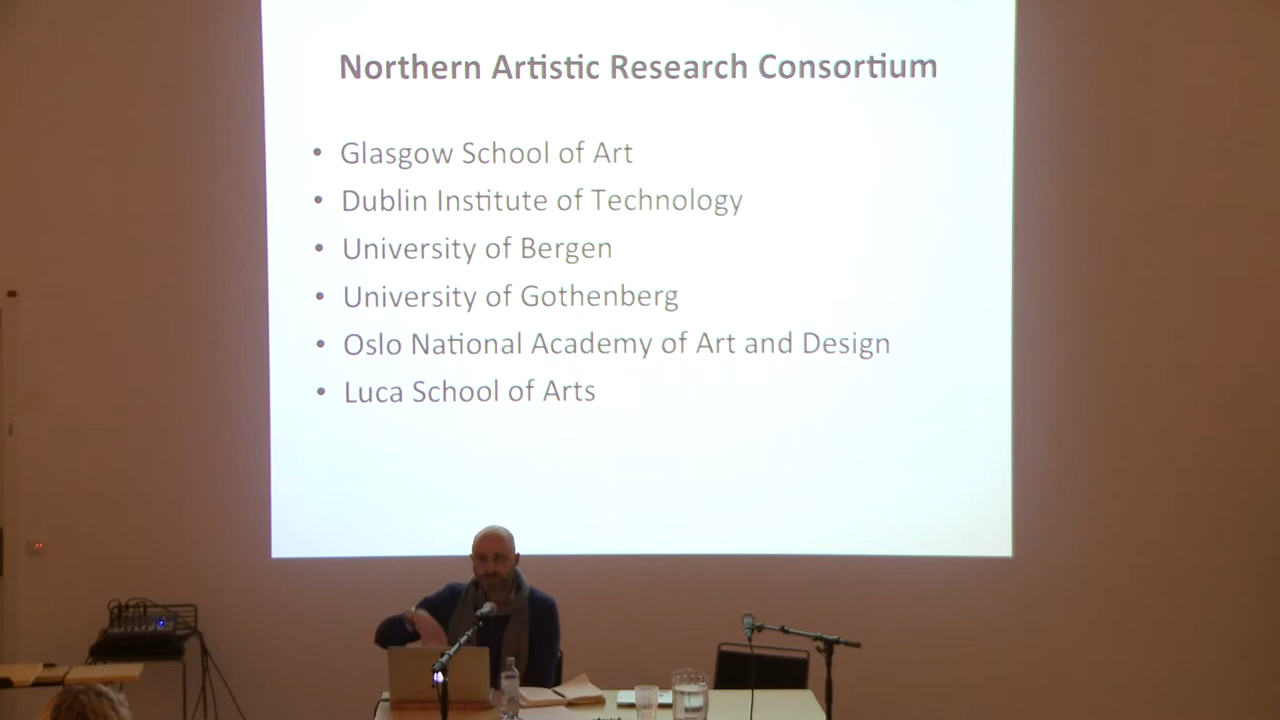 Northern Artistic Research Consortium
• Glasgow School of Art
• Dublin Institute of Technology
• University of Bergen
• University of Gothenberg
• Oslo National Academy of Art and Design
• Luca School of Arts